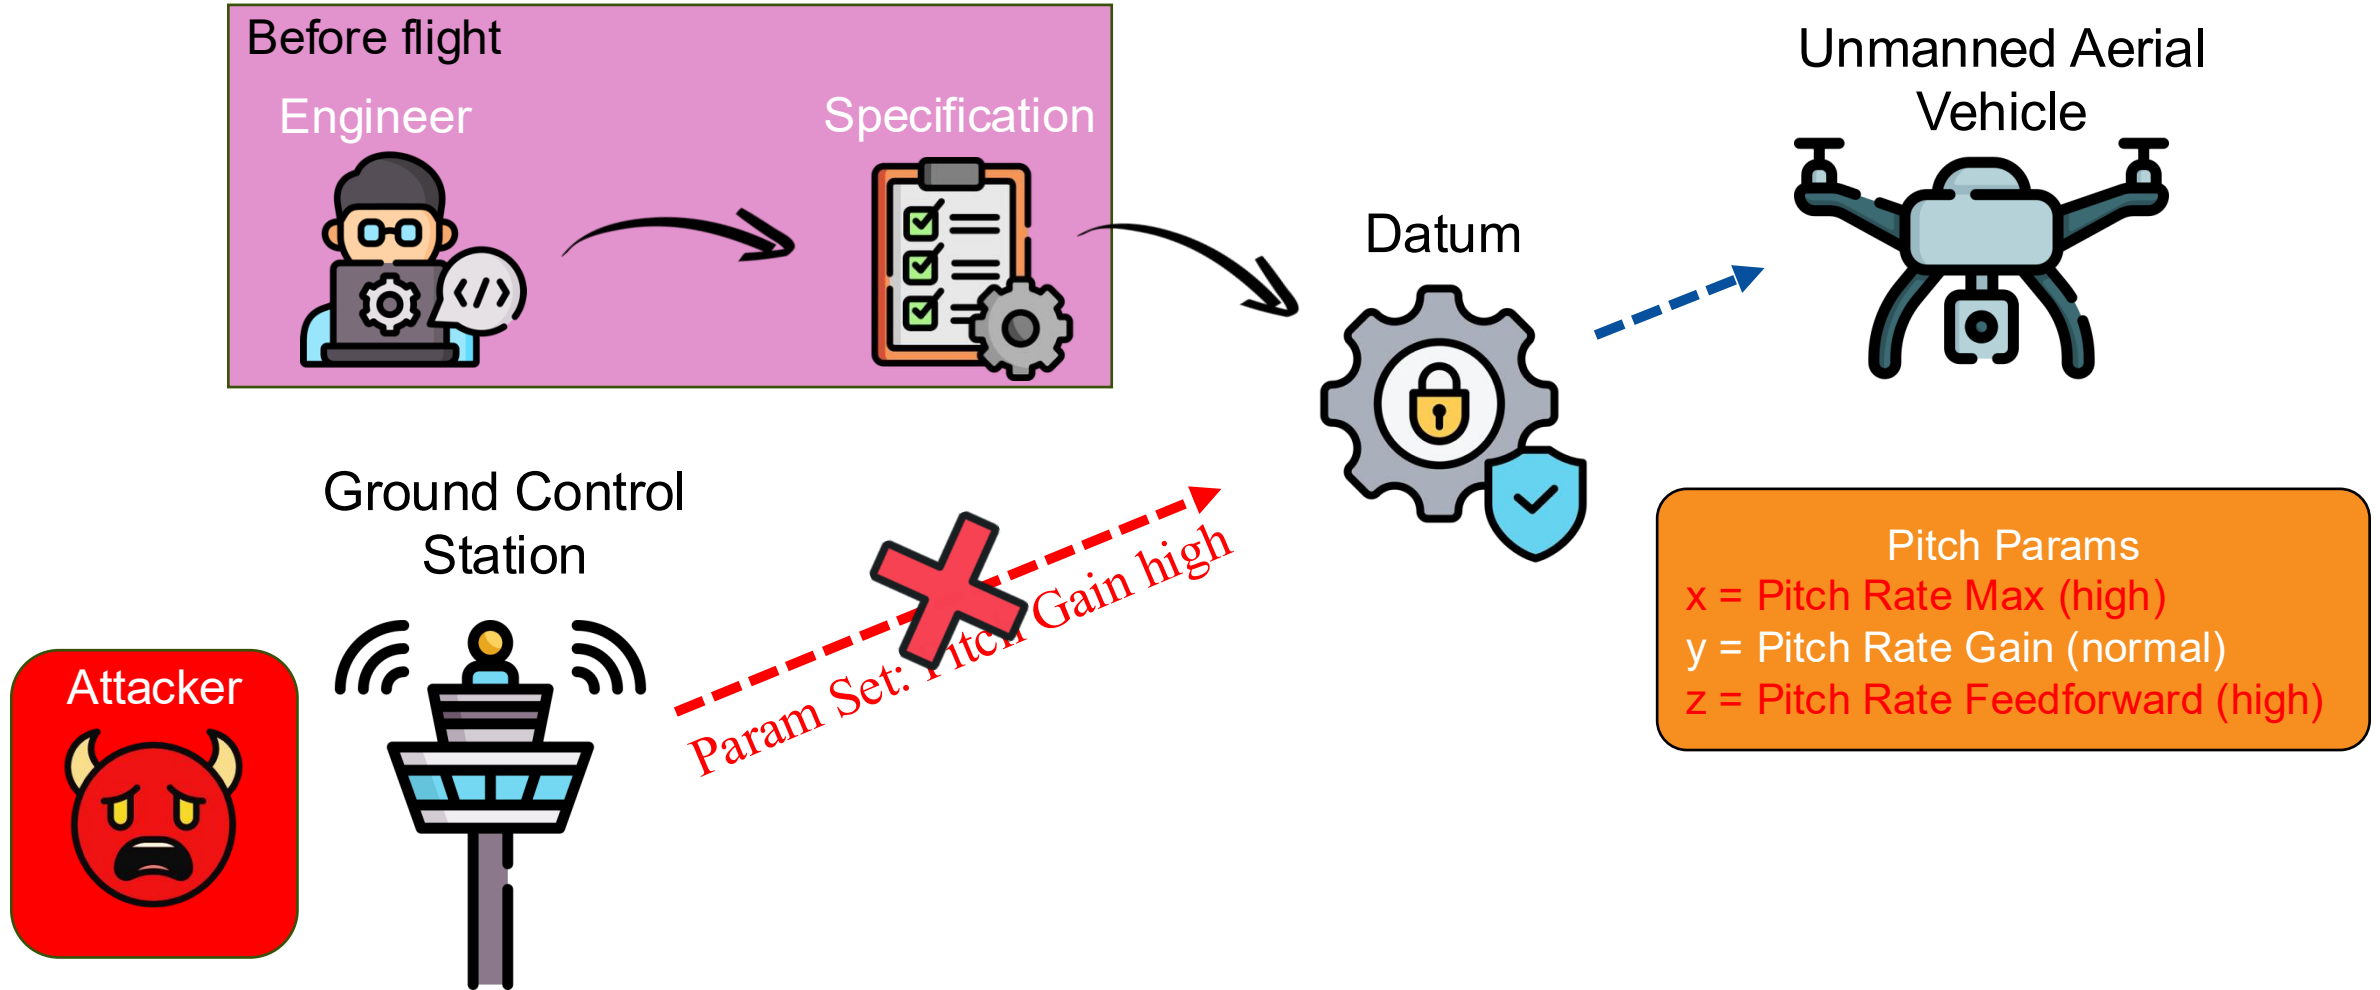 Before flight
Engineer
Specification
Unmanned Aerial
Vehicle
Datum
Ground Control
Station
Attacker
Param Set: Pitch Gain high
Pitch Params
x = Pitch Rate Max (high)
y = Pitch Rate Gain (normal)
z = Pitch Rate Feedforward (high)